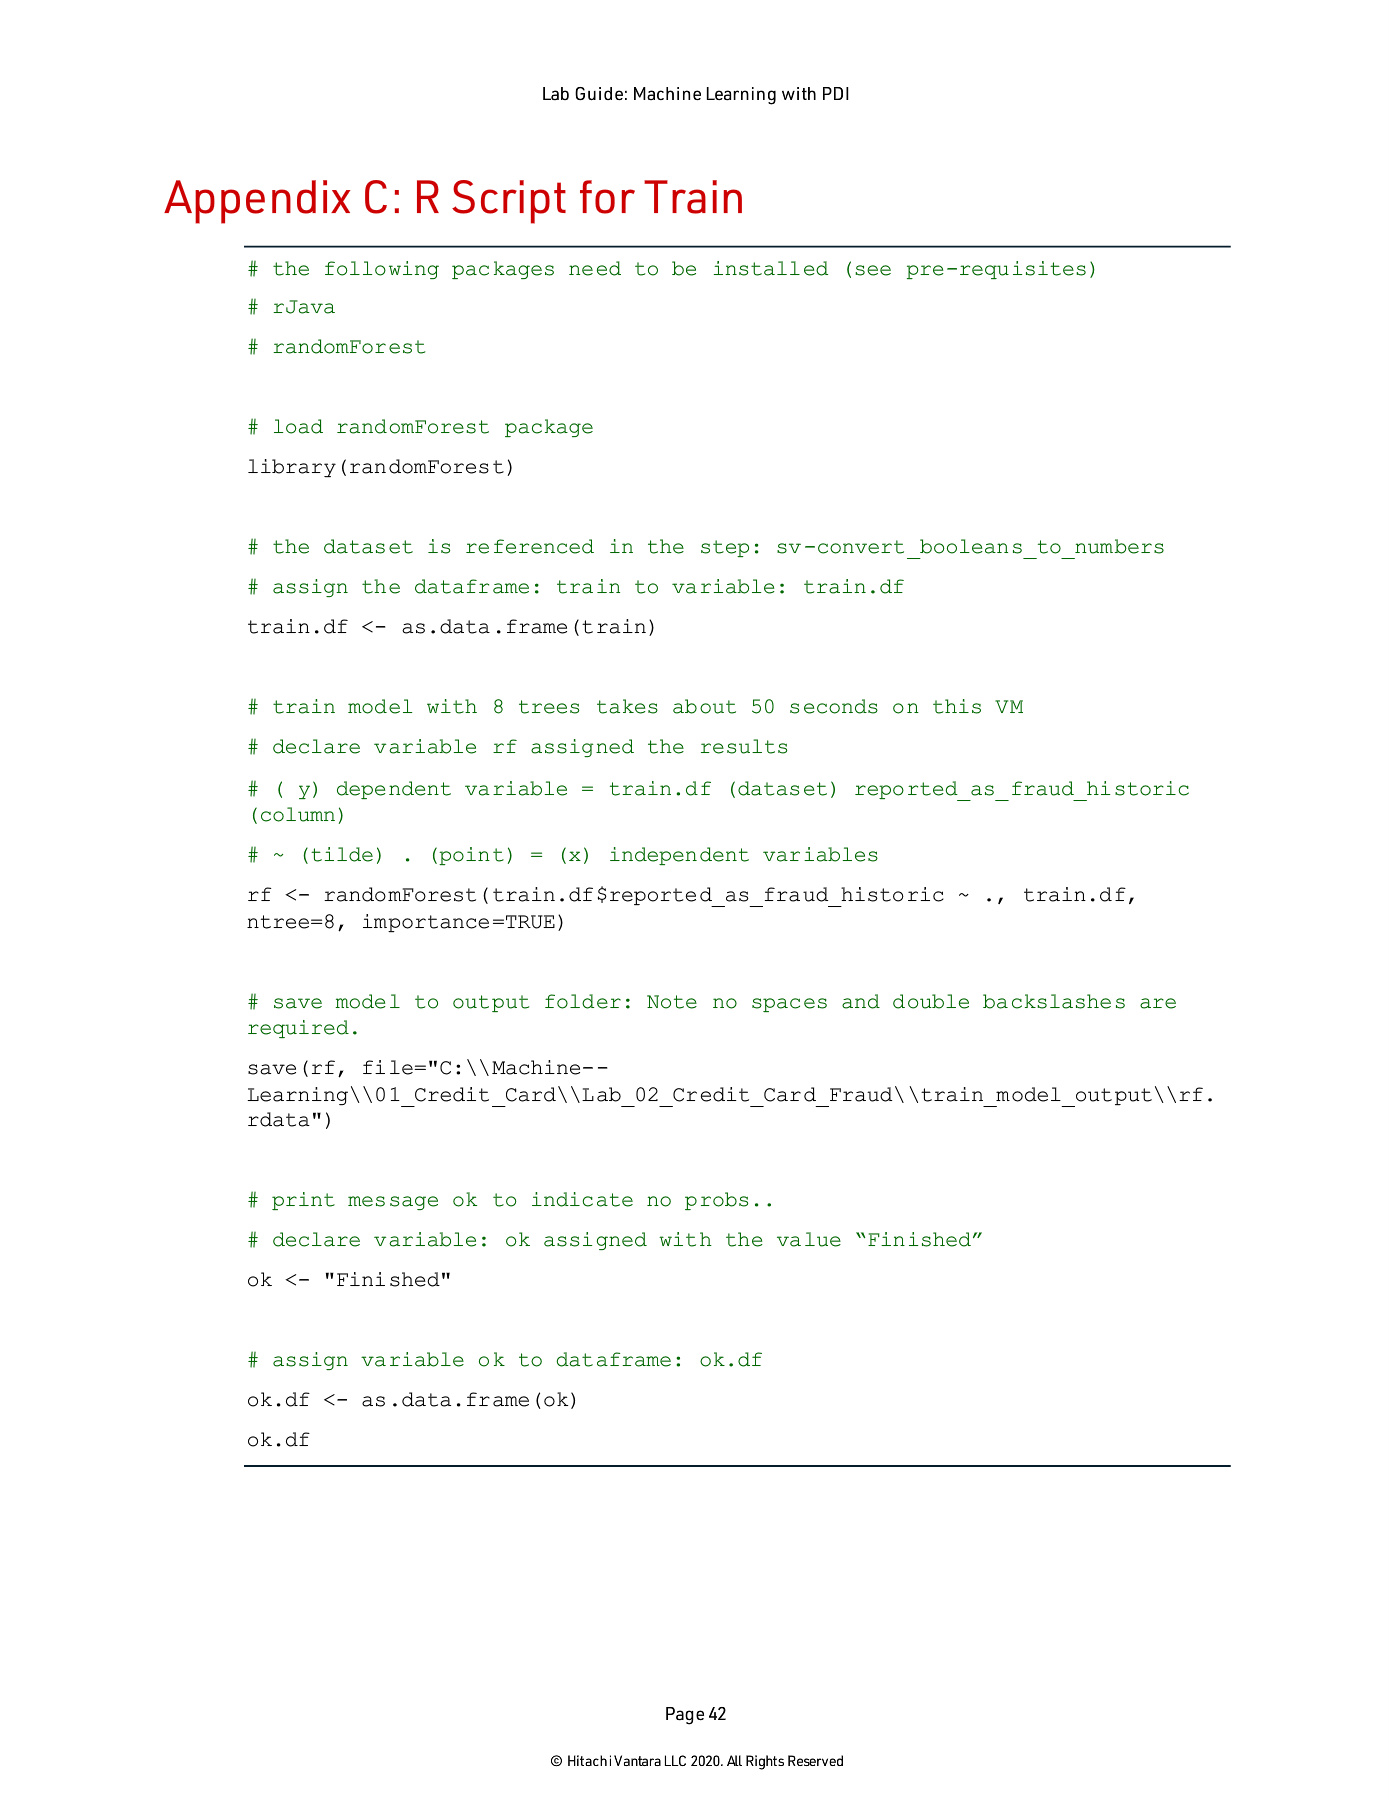 Lab Guide: Machine Learning with PDI
Appendix C: R Script for Train
# the following packages need to be installed (see pre-requisites)
# rJava
# randomForest
# load randomForest package
library(randomForest)
# the dataset is referenced in the step: sv-convert_booleans_to_numbers
# assign the dataframe: train to variable: train.df
train.df <- as.data.frame(train)
# train model with 8 trees takes about 50 seconds on this VM
# declare variable rf assigned the results
# ( y) dependent variable = train.df (dataset) reported_as_fraud_historic
(column)
# ~ (tilde) . (point) = (x) independent variables
rf <- randomForest(train.df$reported_as_fraud_historic ~ ., train.df,
ntree=8, importance=TRUE)
# save model to output folder: Note no spaces and double backslashes are
required.
save(rf, file="C:\\Machine--
Learning\\01_Credit_Card\\Lab_02_Credit_Card_Fraud\\train_model_output\\rf.
rdata")
# print message ok to indicate no probs..
# declare variable: ok assigned with the value “Finished”
ok <- "Finished"
# assign variable ok to dataframe: ok.df
ok.df <- as.data.frame(ok)
ok.df
Page 42
© Hitachi Vantara LLC 2020. All Rights Reserved